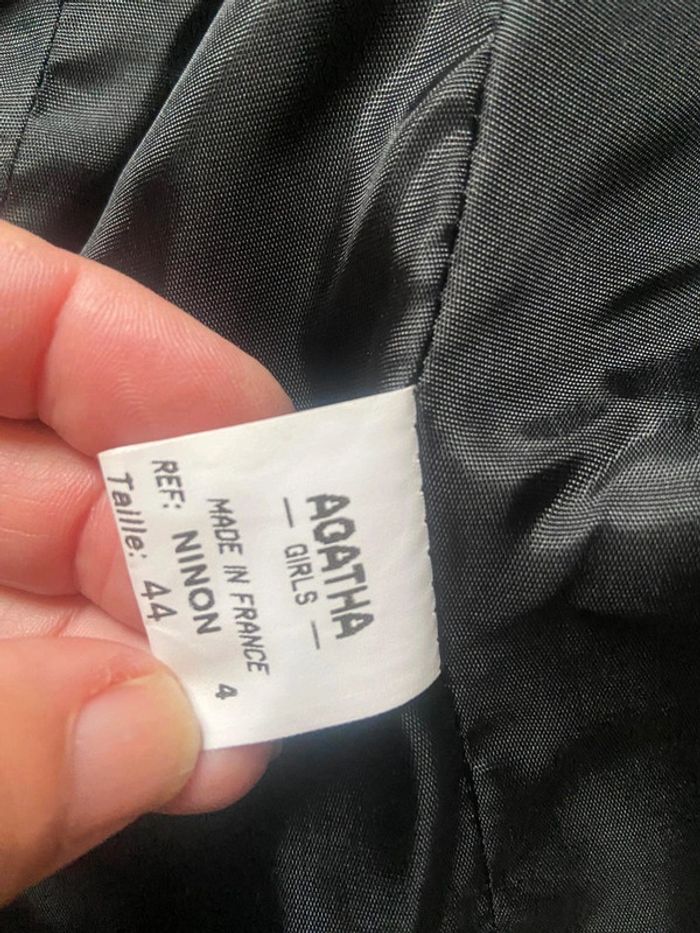 AGATHA
— GIRLS —
MADE IN FRANCE
REF: NINON 4
Taille: 44